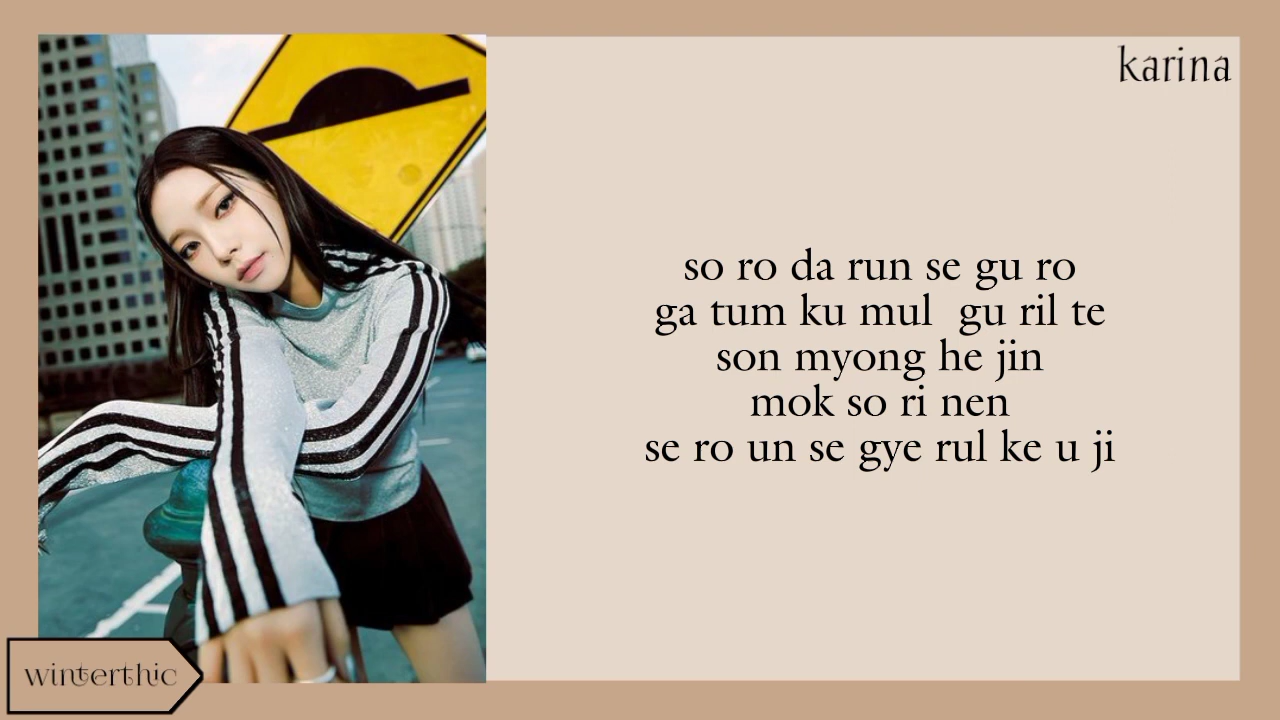 karina
so ro da run se gu ro
ga tum ku mul  gu ril te
son myong he jin
mok so ri nen
se ro un se gye rul ke u ji
winterthic